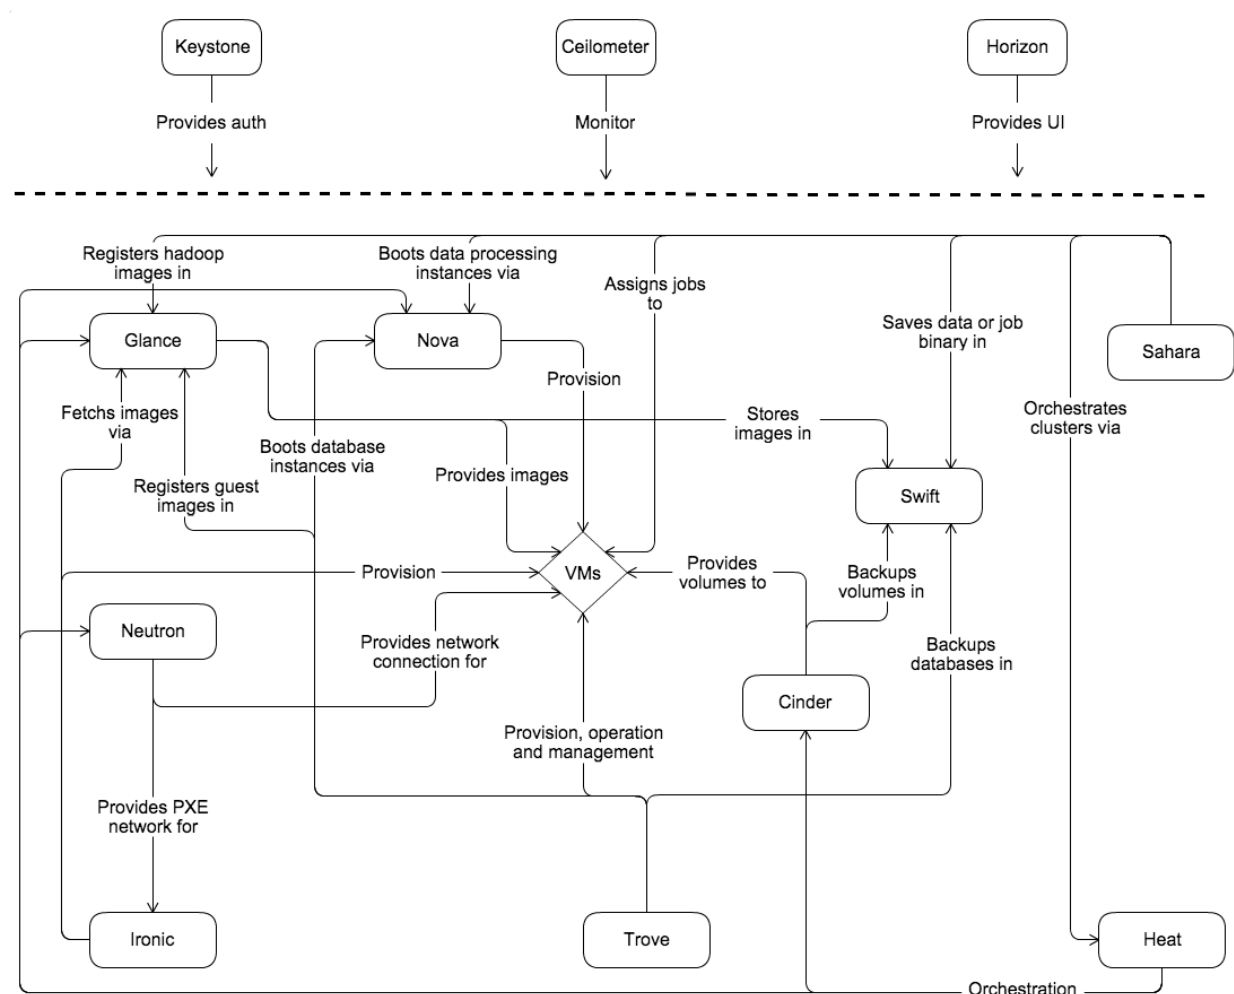 Keystone
Ceilometer
Horizon
Provides auth
Monitor
Provides UI
Registers hadoop
images in
Boots data processing
instances via
Assigns jobs
to
Saves data or job
binary in
Glance
Nova
Sahara
Provision
Fetchs images
via
Stores
images in
Orchestrates
clusters via
Boots database
instances via
Provides images
Registers guest
images in
Swift
Provision
VMs
Provides
volumes to
Backups
volumes in
Neutron
Provides network
connection for
Backups
databases in
Cinder
Provision, operation
and management
Provides PXE
network for
Ironic
Trove
Heat
Orchestration